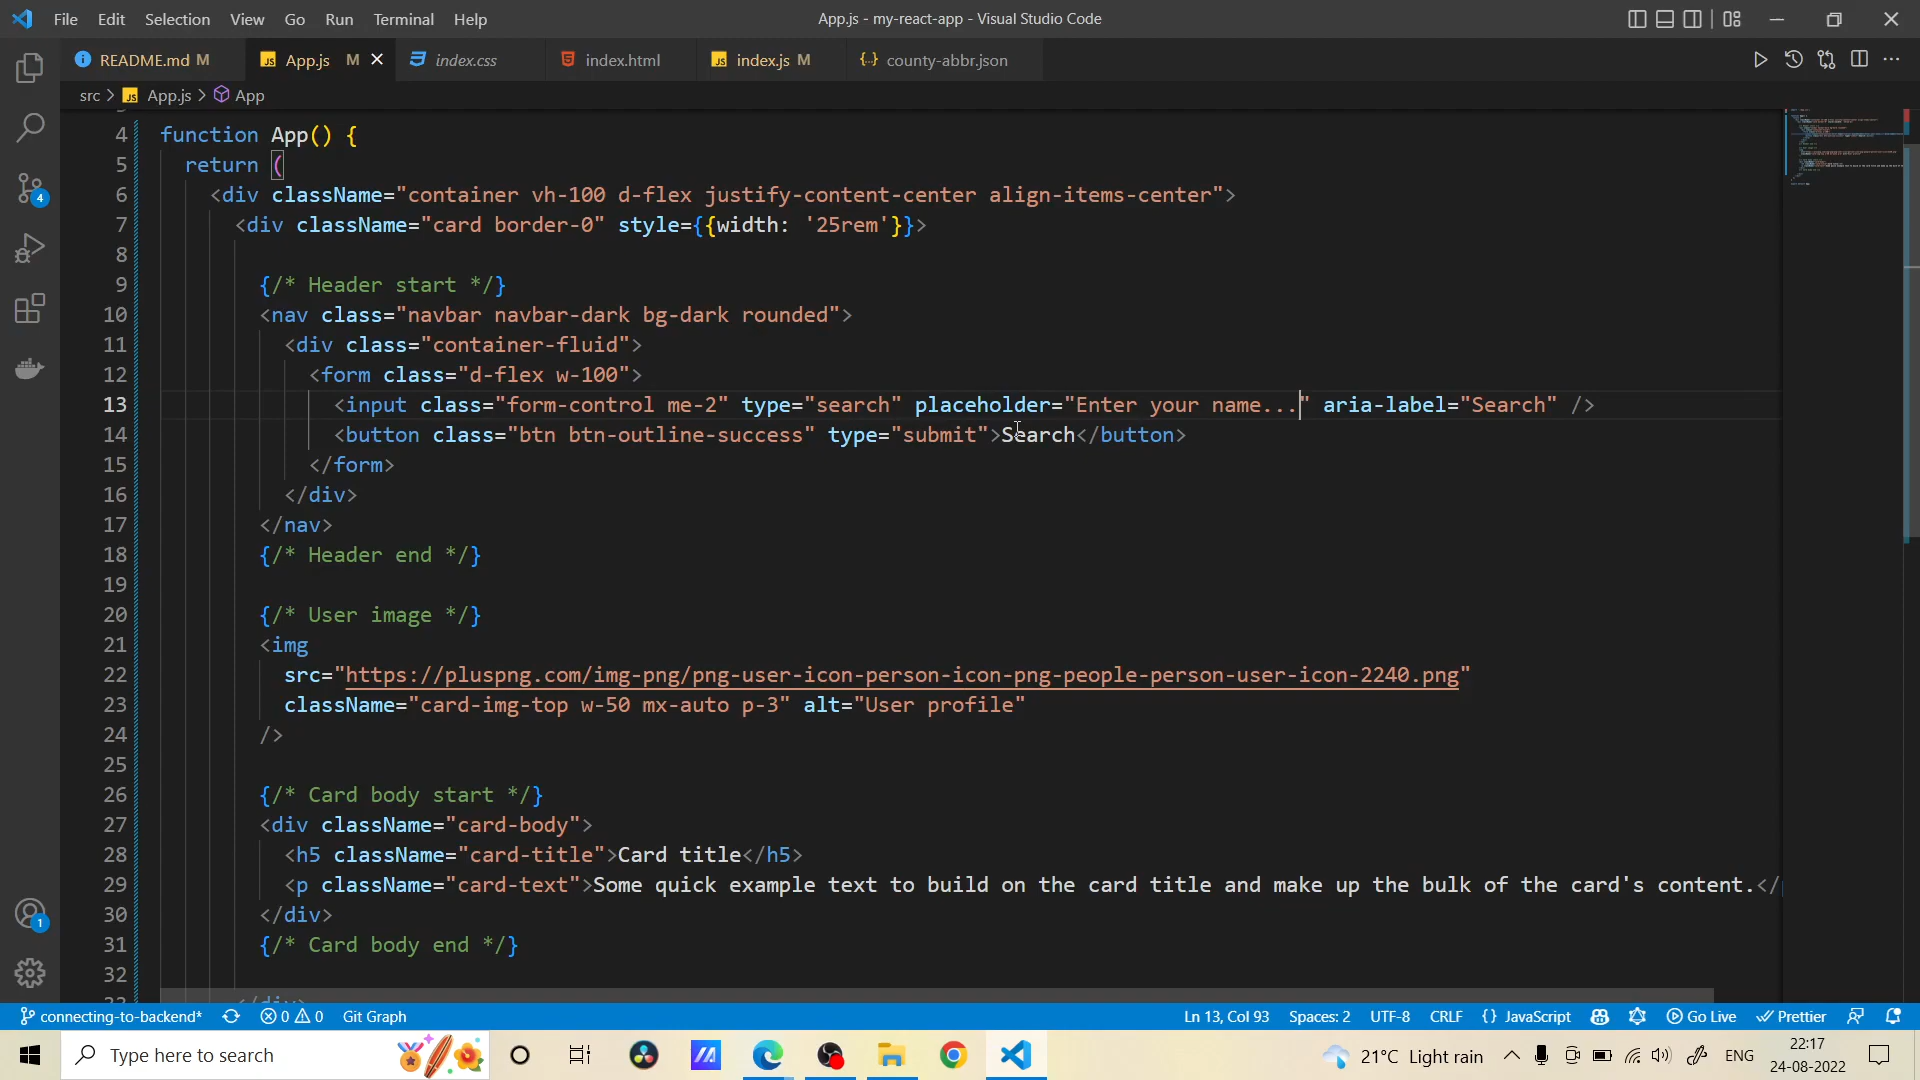 File Edit Selection View Go Run Terminal Help
App.js - my-react-app - Visual Studio Code
README.md M
App.js M
index.css
index.html
index.js M
county-abbr.json
src > App.js > App
4 function App() {
5 return (
6 <div className="container vh-100 d-flex justify-content-center align-items-center">
7 <div className="card border-0" style={{width: '25rem'}}>
8
9 {/* Header start */}
10 <nav class="navbar navbar-dark bg-dark rounded">
11 <div class="container-fluid">
12 <form class="d-flex w-100">
13 <input class="form-control me-2" type="search" placeholder="Enter your name..." aria-label="Search" />
14 <button class="btn btn-outline-success" type="submit">Search</button>
15 </form>
16 </div>
17 </nav>
18 {/* Header end */}
19
20 {/* User image */}
21 <img
22 src="https://pluspng.com/img-png/png-user-icon-person-icon-png-people-person-user-icon-2240.png"
23 className="card-img-top w-50 mx-auto p-3" alt="User profile"
24 />
25
26 {/* Card body start */}
27 <div className="card-body">
28 <h5 className="card-title">Card title</h5>
29 <p className="card-text">Some quick example text to build on the card title and make up the bulk of the card's content.</
30 </div>
31 {/* Card body end */}
32
33 </div>
4
1
connecting-to-backend* 0 0 Git Graph
Ln 13, Col 93 Spaces: 2 UTF-8 CRLF {} JavaScript Go Live Prettier
Type here to search
21°C Light rain ENG
22:17
24-08-2022